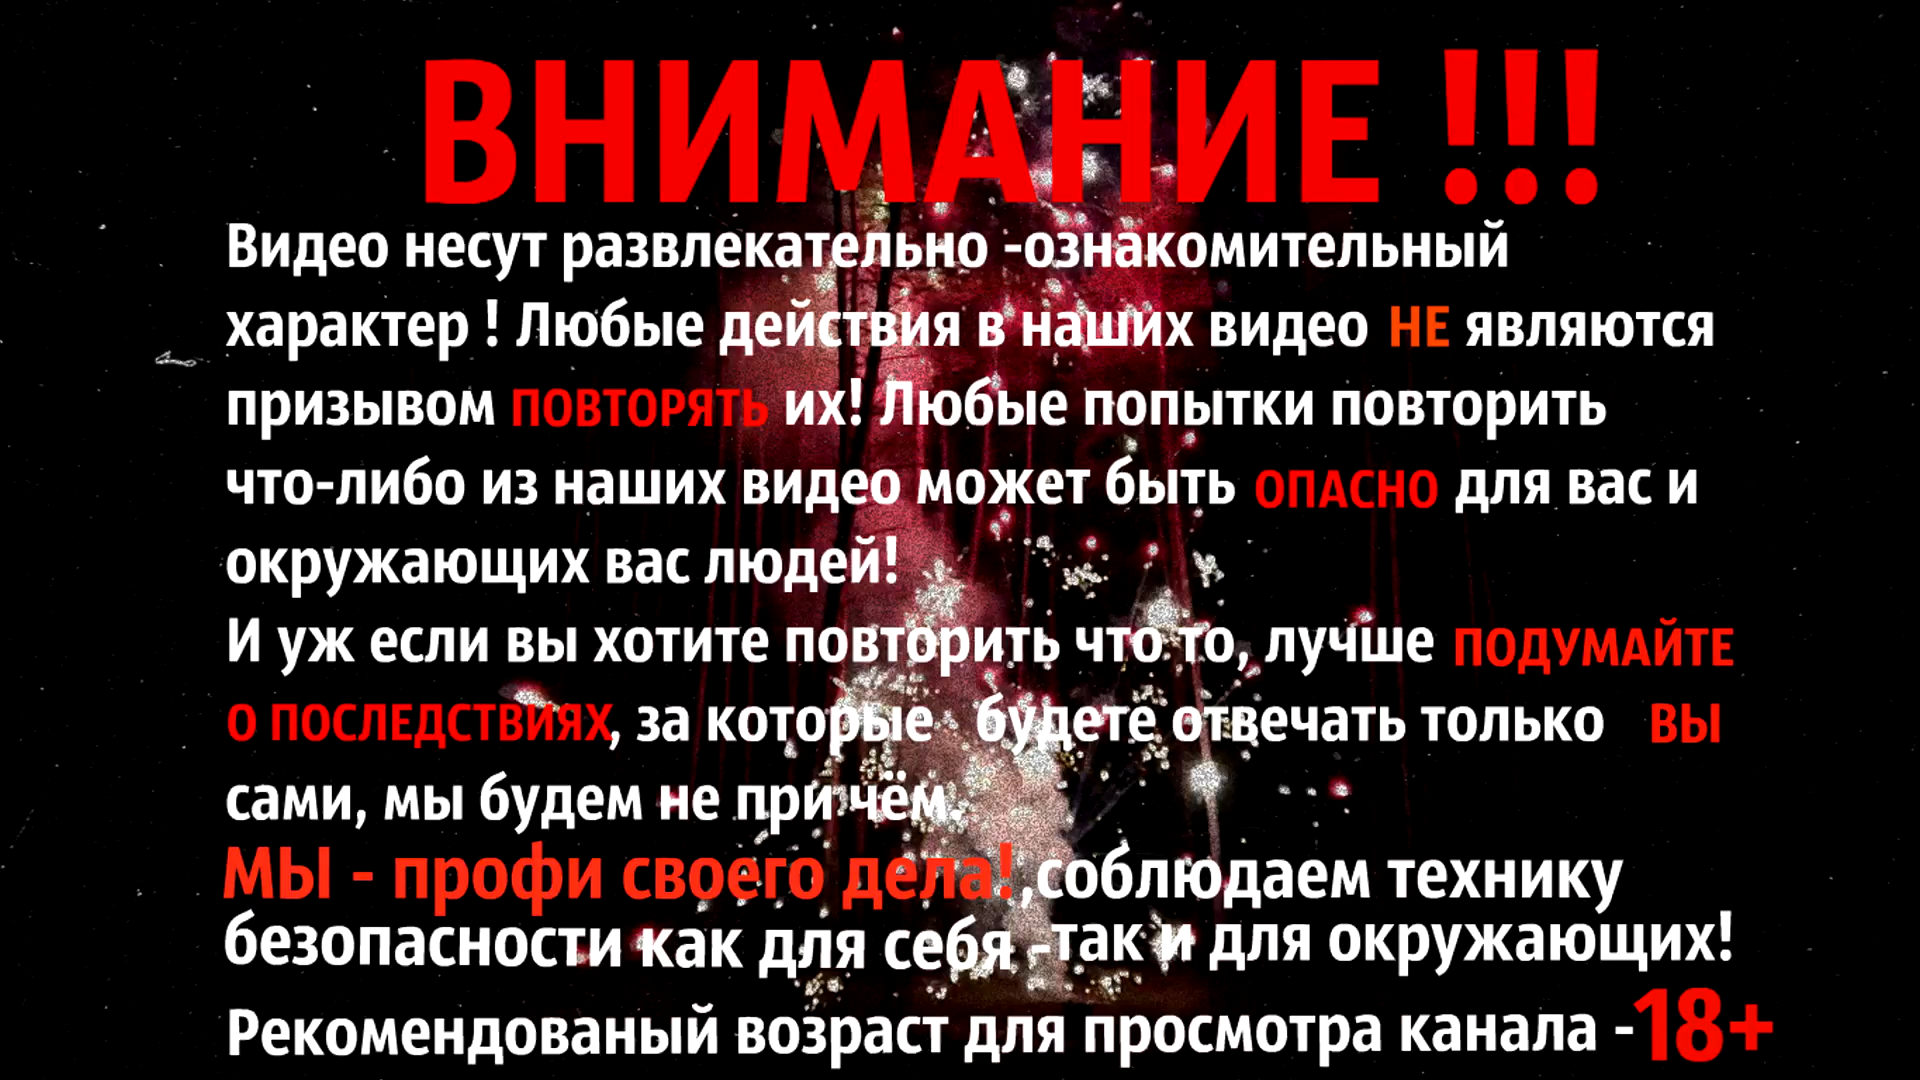 ВНИМАНИЕ !!!
Видео несут развлекательно -ознакомительный
характер ! Любые действия в наших видео НЕ являются
призывом ПОВТОРЯТЬ их! Любые попытки повторить
что-либо из наших видео может быть ОПАСНО для вас и
окружающих вас людей!
И уж если вы хотите повторить что то, лучше ПОДУМАЙТЕ
О ПОСЛЕДСТВИЯХ, за которые будете отвечать только ВЫ
сами, мы будем не при чём.
МЫ - профи своего дела!,соблюдаем технику
безопасности как для себя -так и для окружающих!
Рекомендованый возраст для просмотра канала -18+